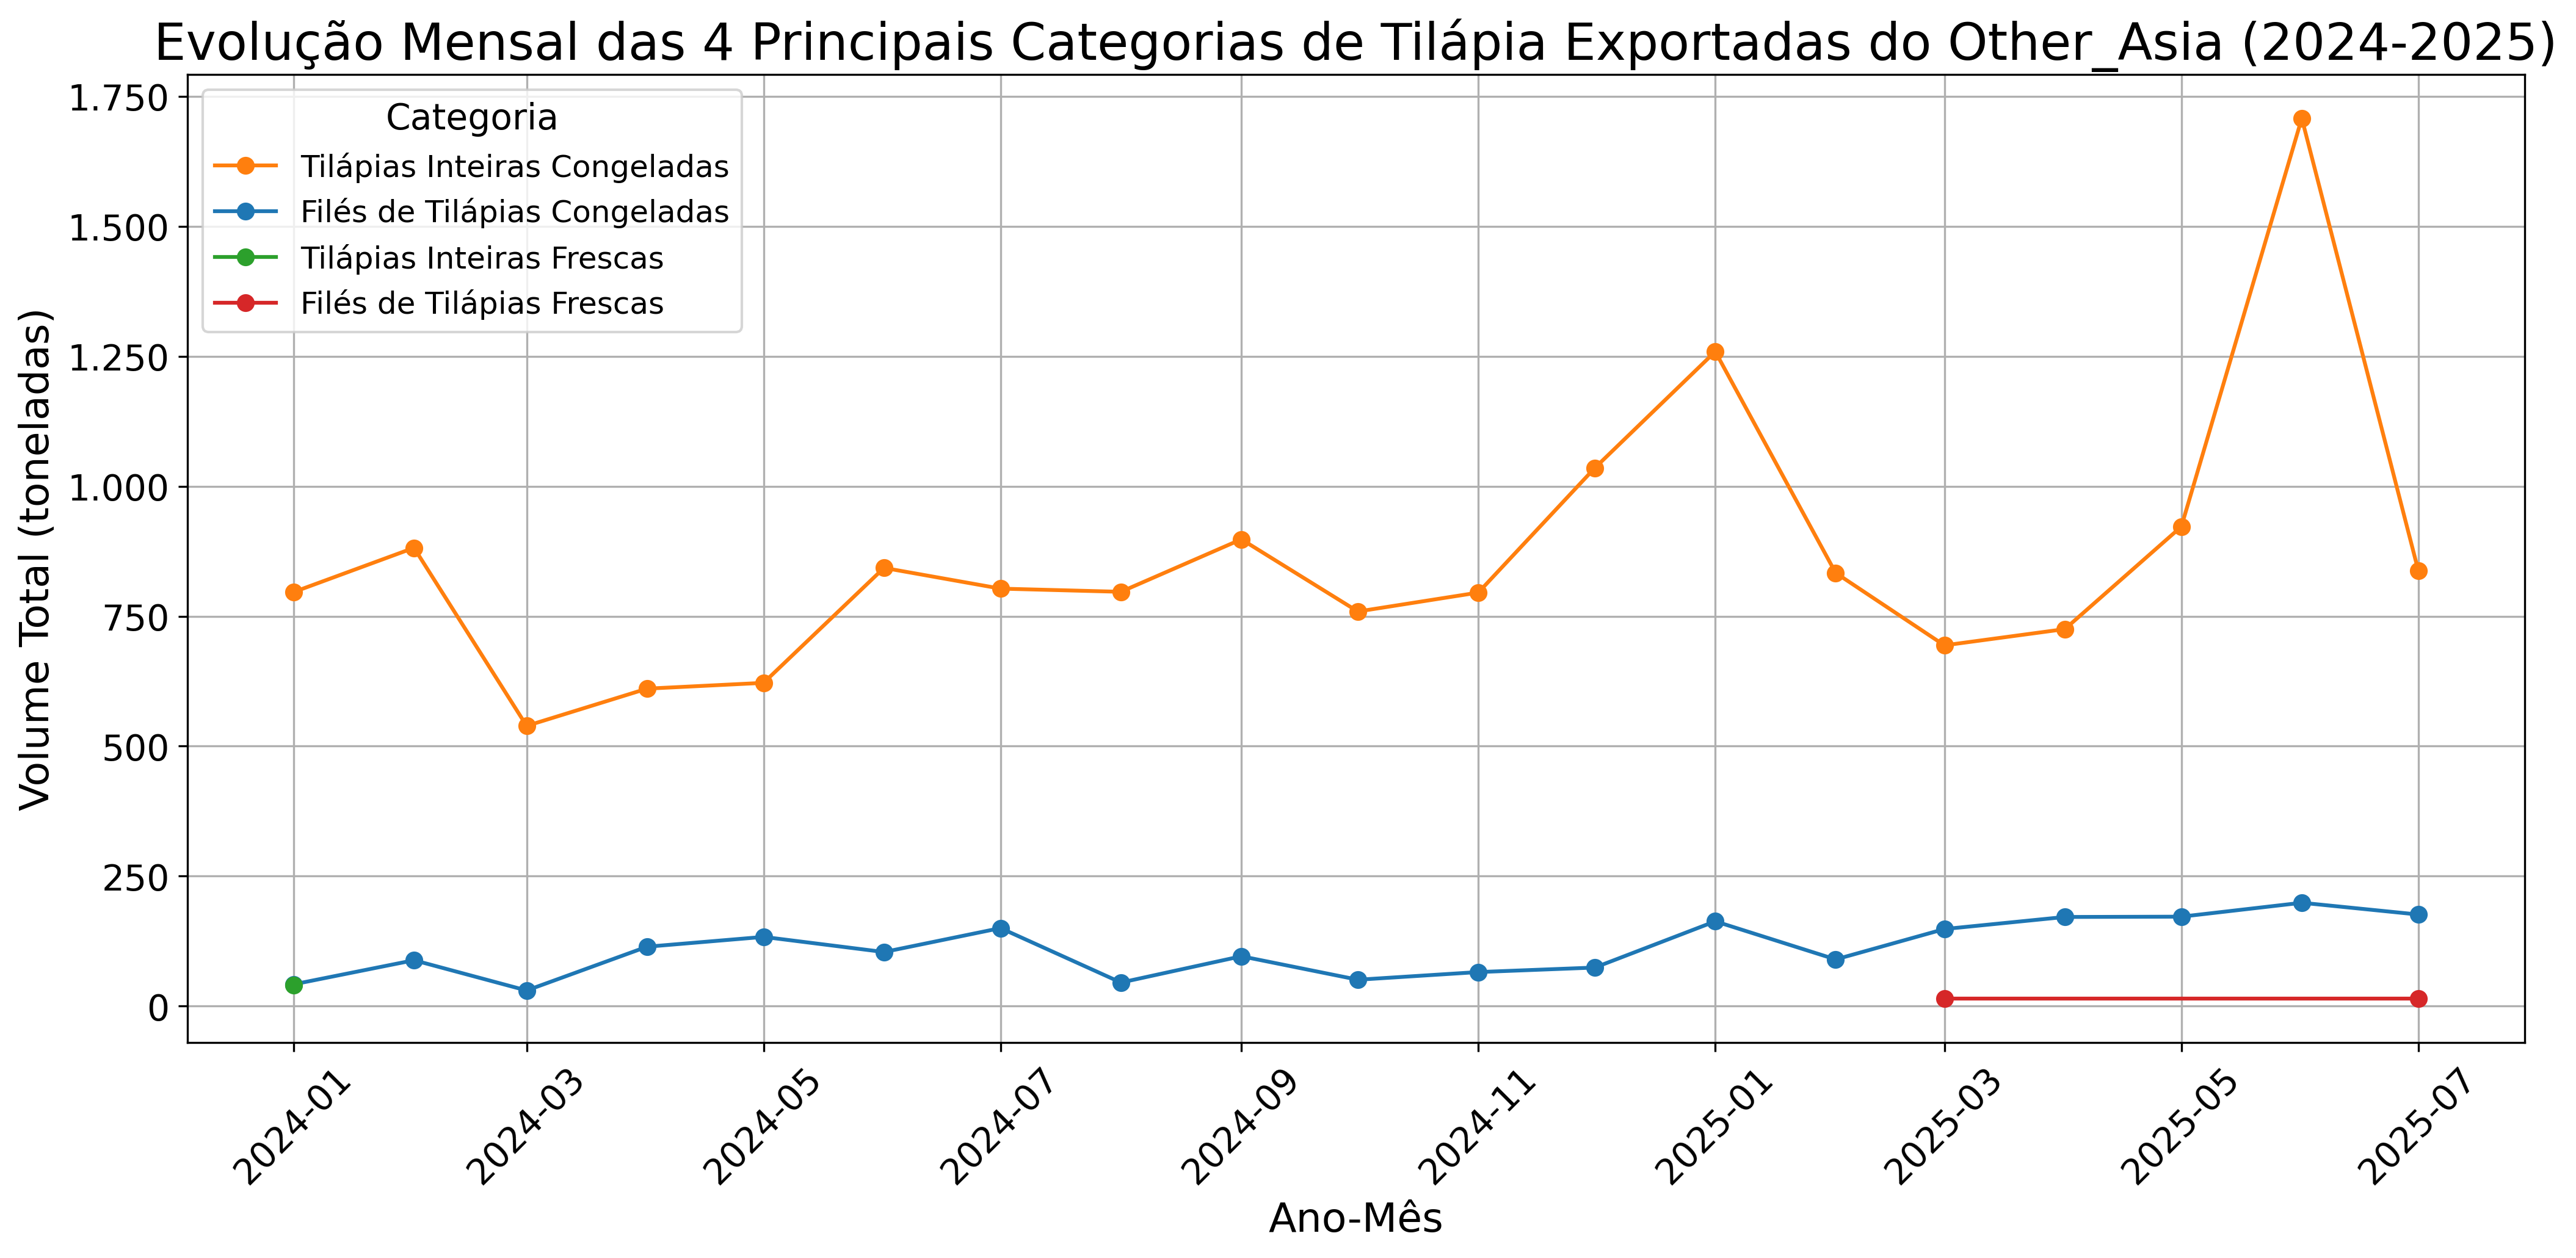 Evolução Mensal das 4 Principais Categorias de Tilápia Exportadas do Other_Asia (2024-2025)
Categoria
Tilápias Inteiras Congeladas
Filés de Tilápias Congeladas
Tilápias Inteiras Frescas
Filés de Tilápias Frescas
Volume Total (toneladas)
1.750
1.500
1.250
1.000
750
500
250
0
2024-01
2024-03
2024-05
2024-07
2024-09
2024-11
2025-01
2025-03
2025-05
2025-07
Ano-Mês